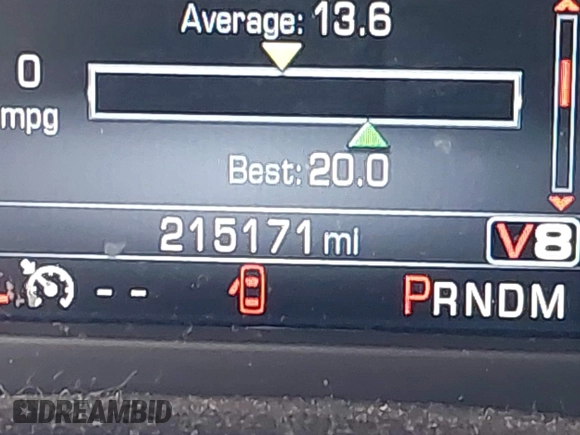 Average: 13.6
0
mpg
Best: 20.0
215171 mi
V8
-- PRNDM
DREAMBID